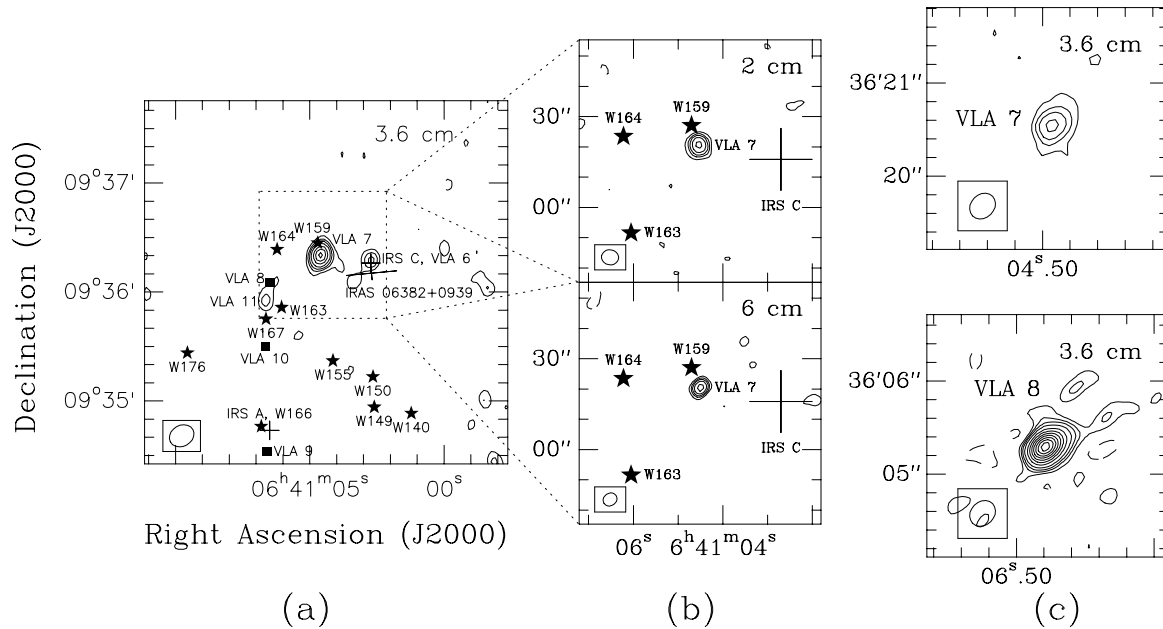 3.6 cm
Declination (J2000)
09°37'
09°36'
09°35'
W159
W164
VLA 7
IRS C, VLA 6
VLA 8
IRAS 06382+0939
VLA 11
W163
W167
VLA 10
W176
W155
W150
IRS A, W166
W149
W140
VLA 9
06ʰ41ᵐ05ˢ
00ˢ
Right Ascension (J2000)
(a)
2 cm
30''
00''
W164
W159
VLA 7
IRS C
W163
6 cm
30''
00''
W164
W159
VLA 7
IRS C
W163
06ˢ
6ʰ41ᵐ04ˢ
(b)
3.6 cm
36'21''
VLA 7
20''
04ˢ.50
3.6 cm
36'06''
VLA 8
05''
06ˢ.50
(c)